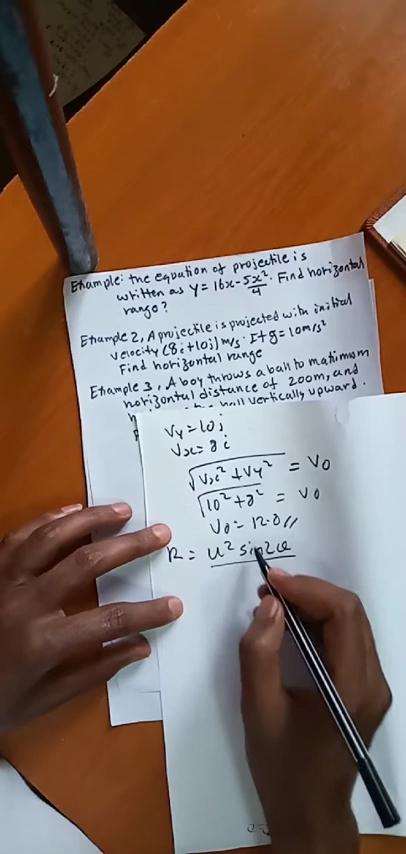 Example: the equation of projectile is
written as y = 16x - 5x²/4. Find horizontal
range?
Example 2, A projectile is projected with initial
velocity (8i+10j) m/s. If g = 10m/s²
Find horizontal range
Example 3, A boy throws a ball to maximum
horizontal distance of 200m, and
ball vertically upward.
Vy = 10j
Vx = 8i
√Vx² + Vy² = V0
√10² + 8² = V0
V0 = 12.8//
R = u² sin2θ